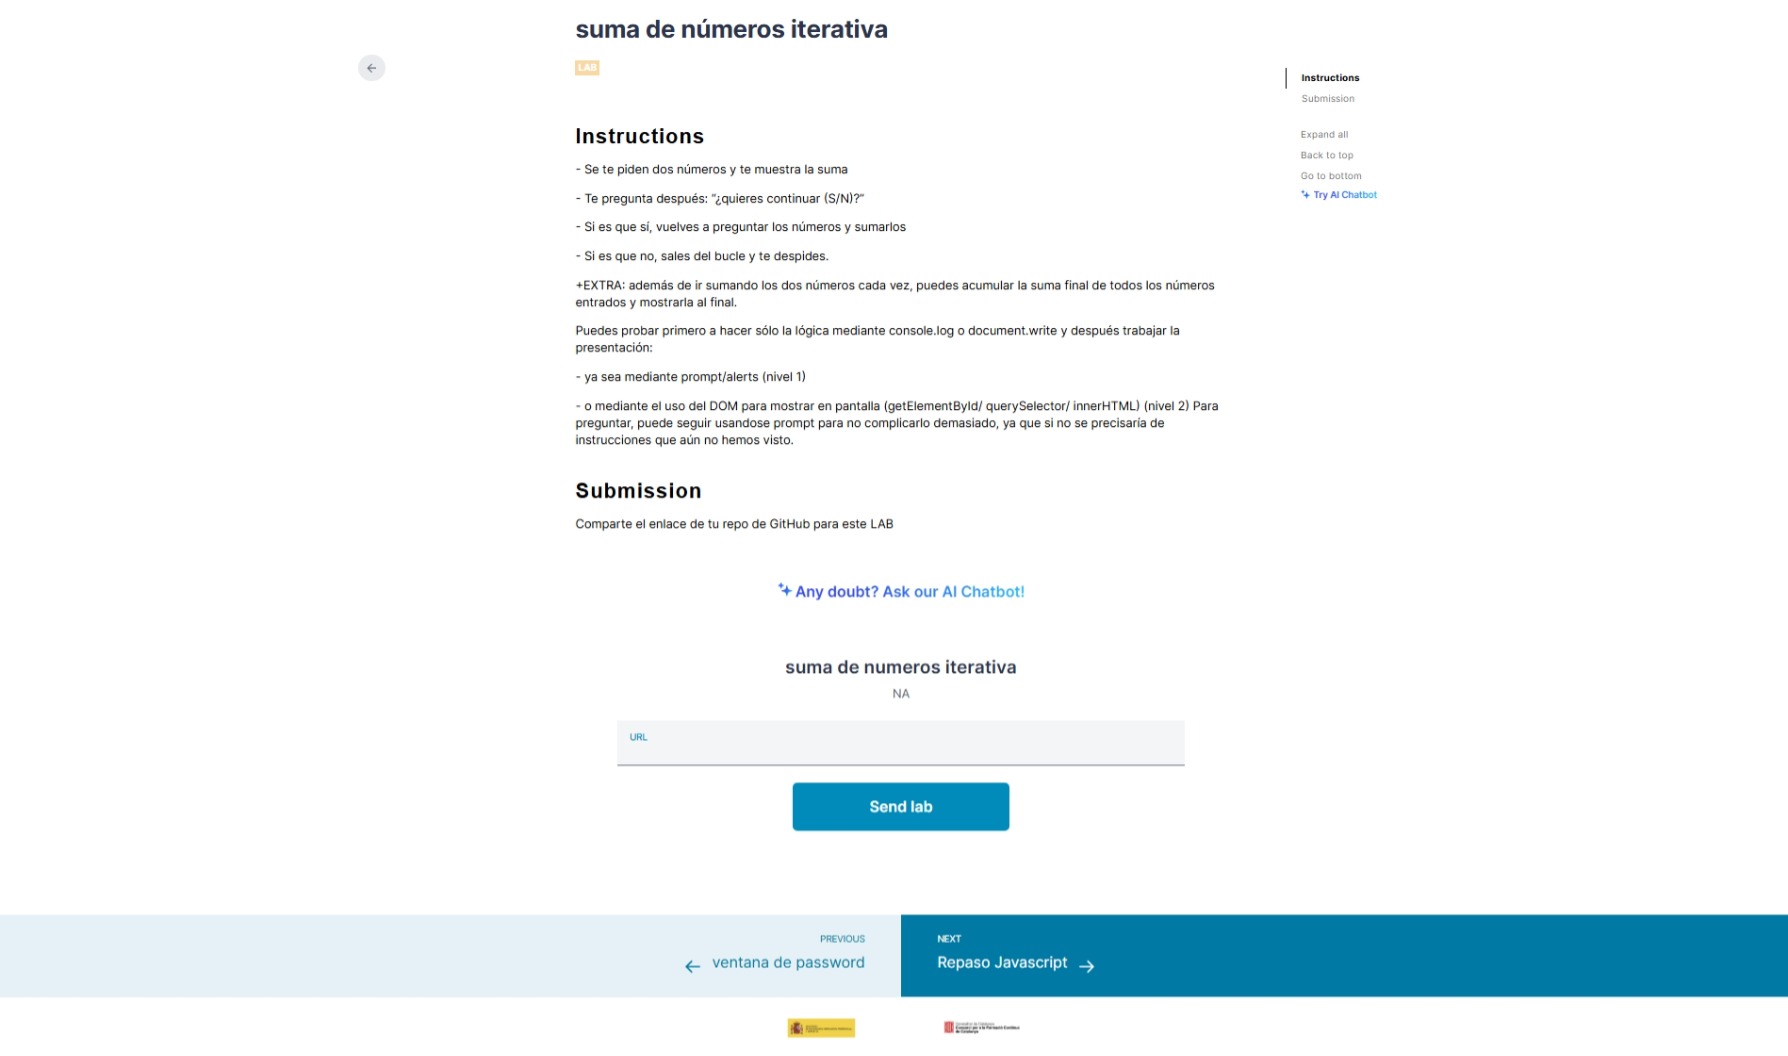 suma de números iterativa
LAB
Instructions
- Se te piden dos números y te muestra la suma
- Te pregunta después: “¿quieres continuar (S/N)?”
- Si es que sí, vuelves a preguntar los números y sumarlos
- Si es que no, sales del bucle y te despides.
+EXTRA: además de ir sumando los dos números cada vez, puedes acumular la suma final de todos los números
entrados y mostrarla al final.
Puedes probar primero a hacer sólo la lógica mediante console.log o document.write y después trabajar la
presentación:
- ya sea mediante prompt/alerts (nivel 1)
- o mediante el uso del DOM para mostrar en pantalla (getElementById/ querySelector/ innerHTML) (nivel 2) Para
preguntar, puede seguir usandose prompt para no complicarlo demasiado, ya que si no se precisaría de
instrucciones que aún no hemos visto.
Submission
Comparte el enlace de tu repo de GitHub para este LAB
Any doubt? Ask our AI Chatbot!
suma de numeros iterativa
NA
URL
Send lab
Instructions
Submission
Expand all
Back to top
Go to bottom
Try AI Chatbot
PREVIOUS
ventana de password
NEXT
Repaso Javascript